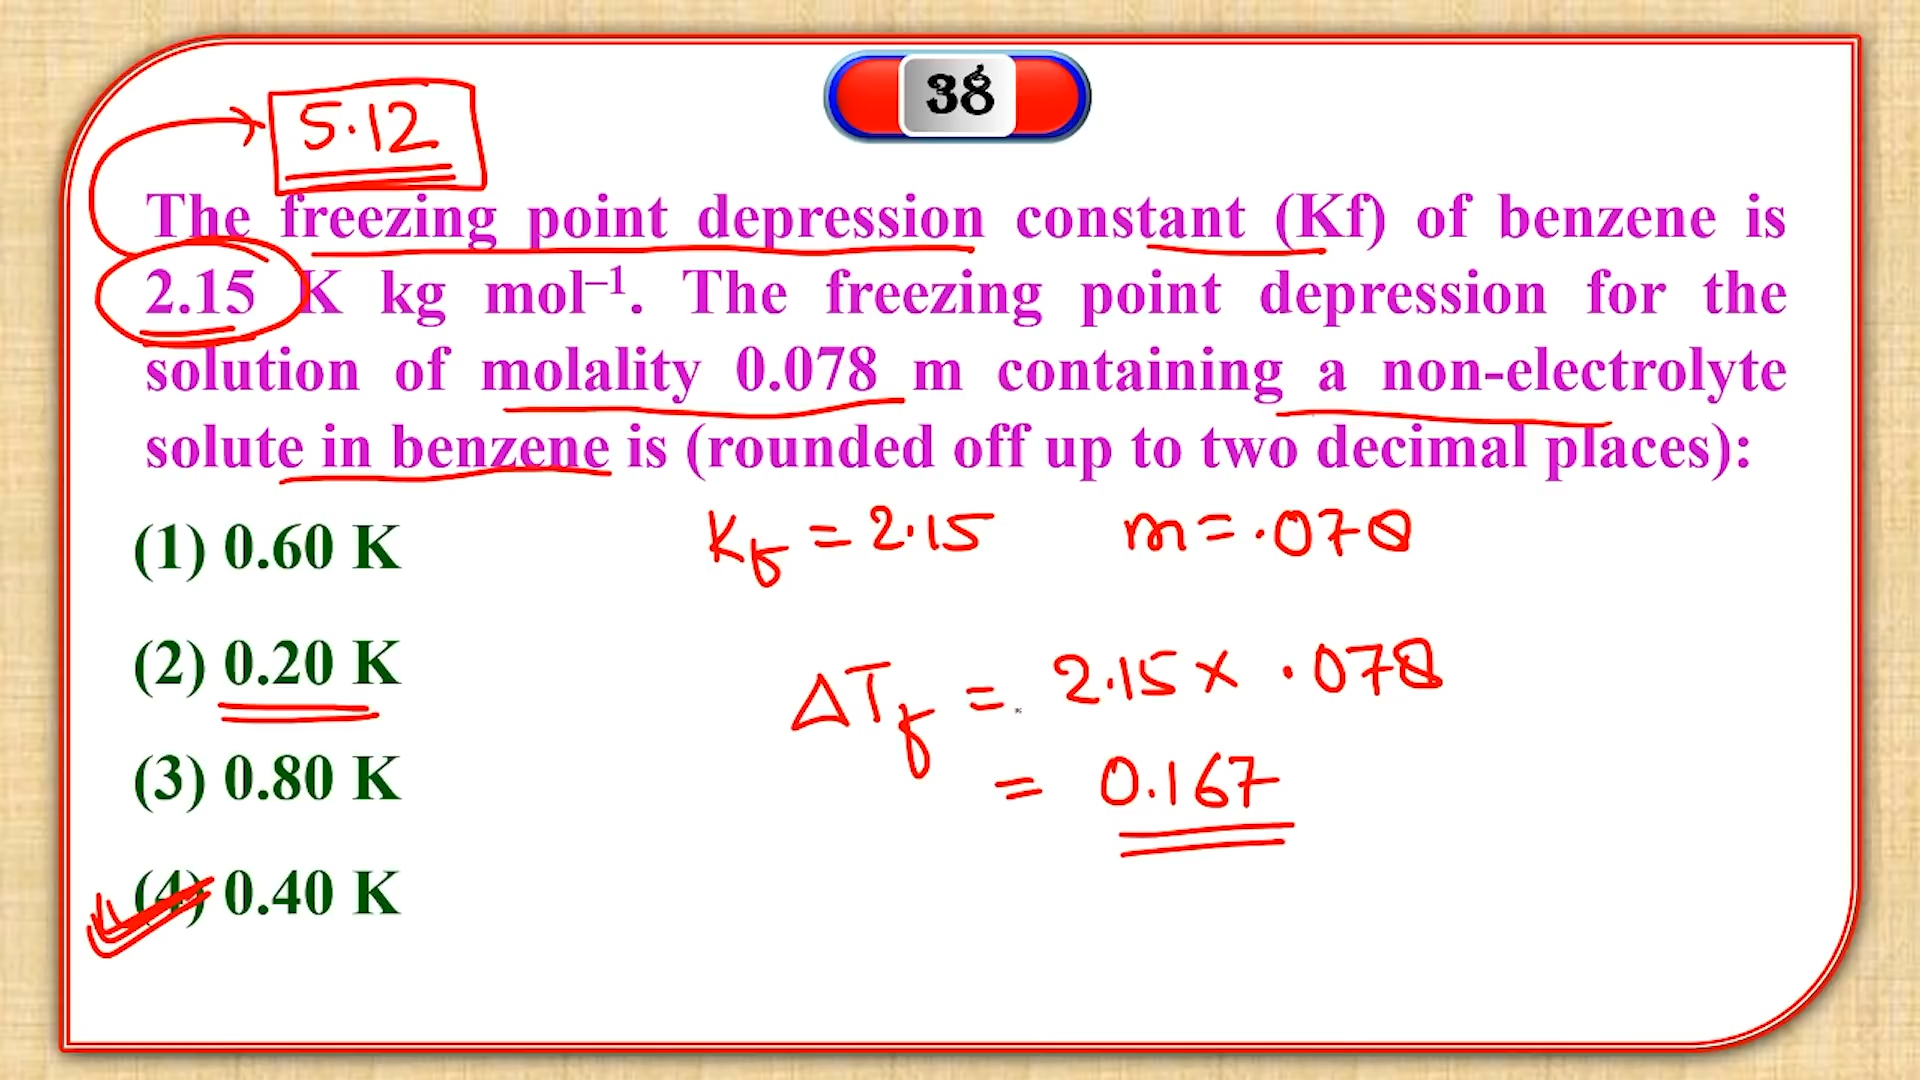 38
5.12
The freezing point depression constant (Kf) of benzene is
2.15 K kg mol⁻¹. The freezing point depression for the
solution of molality 0.078 m containing a non-electrolyte
solute in benzene is (rounded off up to two decimal places):
(1) 0.60 K
Kf = 2.15 m = .078
(2) 0.20 K
ΔTf = 2.15 × .078
(3) 0.80 K
= 0.167
(4) 0.40 K